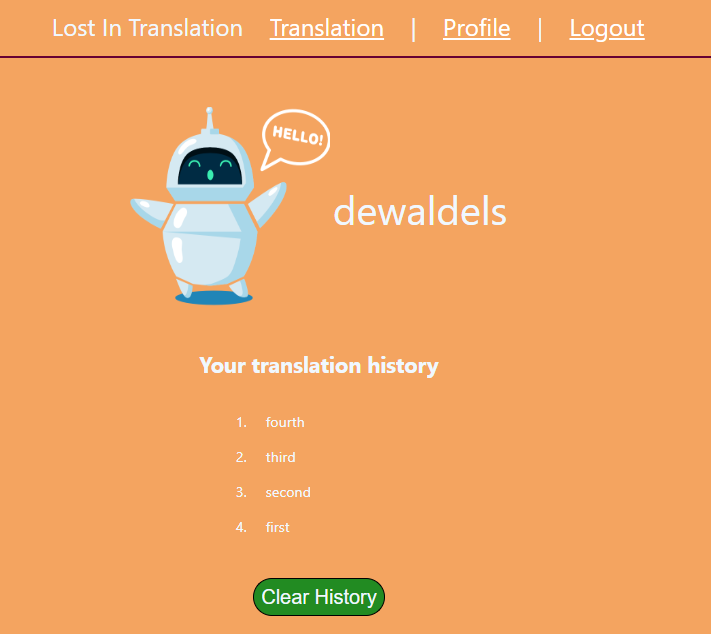 Lost In Translation Translation | Profile | Logout
HELLO!
dewaldels
Your translation history
1. fourth
2. third
3. second
4. first
Clear History